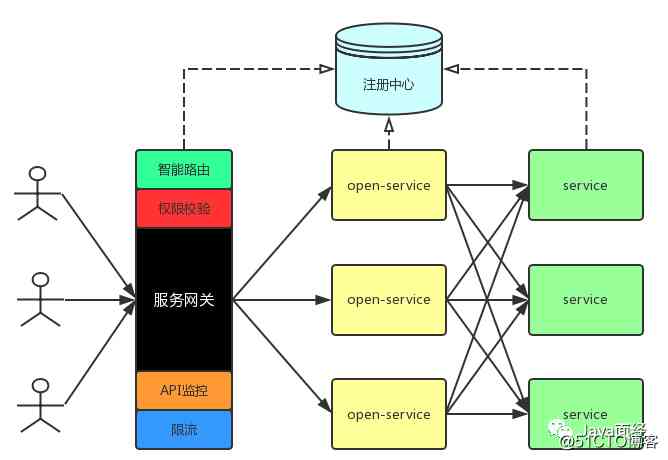 注册中心
智能路由
权限校验
服务网关
API监控
限流
open-service
open-service
open-service
service
service
service
Java面经
@51CTO博客